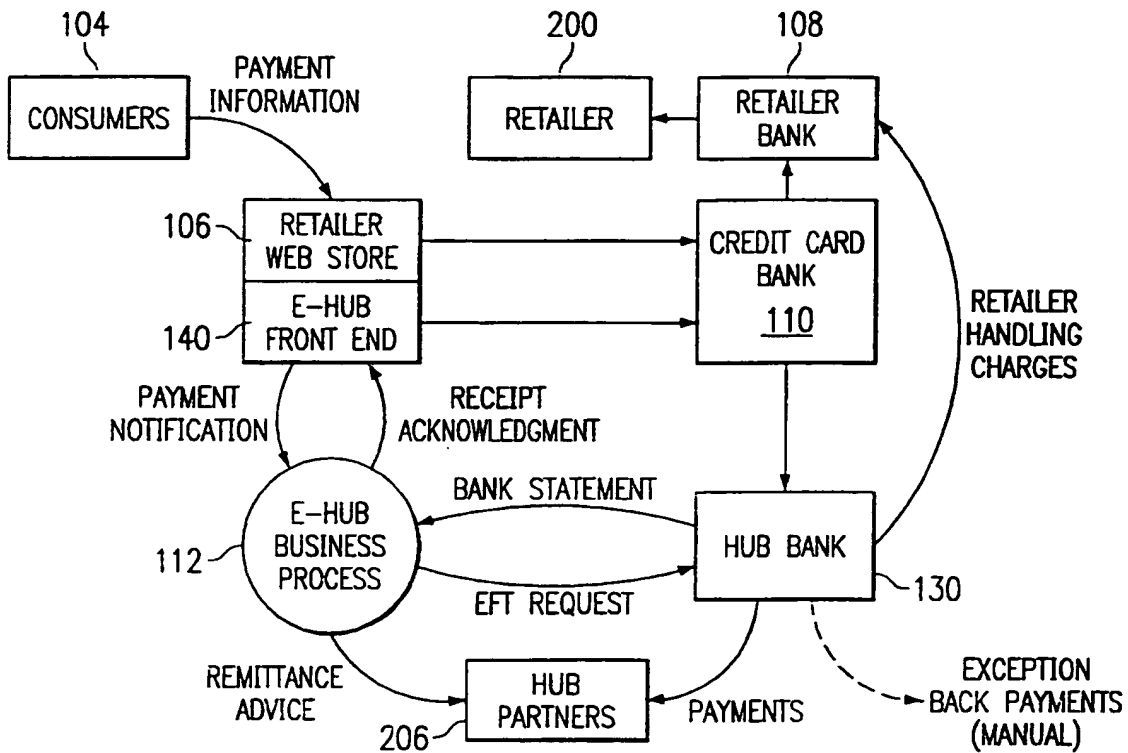 104
200
108
CONSUMERS
PAYMENT
INFORMATION
RETAILER
RETAILER
BANK
106
RETAILER
WEB STORE
140
E-HUB
FRONT END
CREDIT CARD
BANK
110
RETAILER
HANDLING
CHARGES
PAYMENT
NOTIFICATION
RECEIPT
ACKNOWLEDGMENT
112
E-HUB
BUSINESS
PROCESS
BANK STATEMENT
EFT REQUEST
HUB BANK
130
REMITTANCE
ADVICE
HUB
PARTNERS
206
PAYMENTS
EXCEPTION
BACK PAYMENTS
(MANUAL)